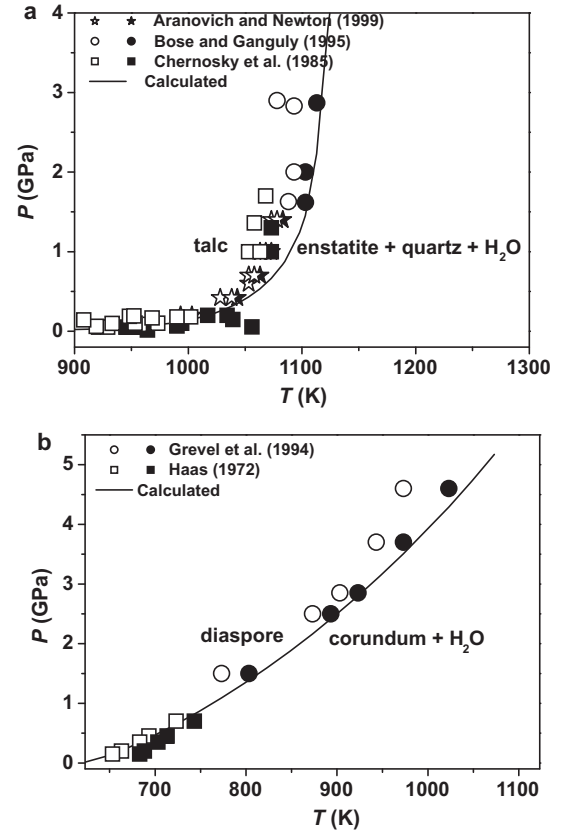 a
Aranovich and Newton (1999)
Bose and Ganguly (1995)
Chernosky et al. (1985)
Calculated
talc
enstatite + quartz + H₂O
P (GPa)
4
3
2
1
0
900 1000 1100 1200 1300
T (K)
b
Grevel et al. (1994)
Haas (1972)
Calculated
diaspore
corundum + H₂O
P (GPa)
5
4
3
2
1
0
700 800 900 1000 1100
T (K)